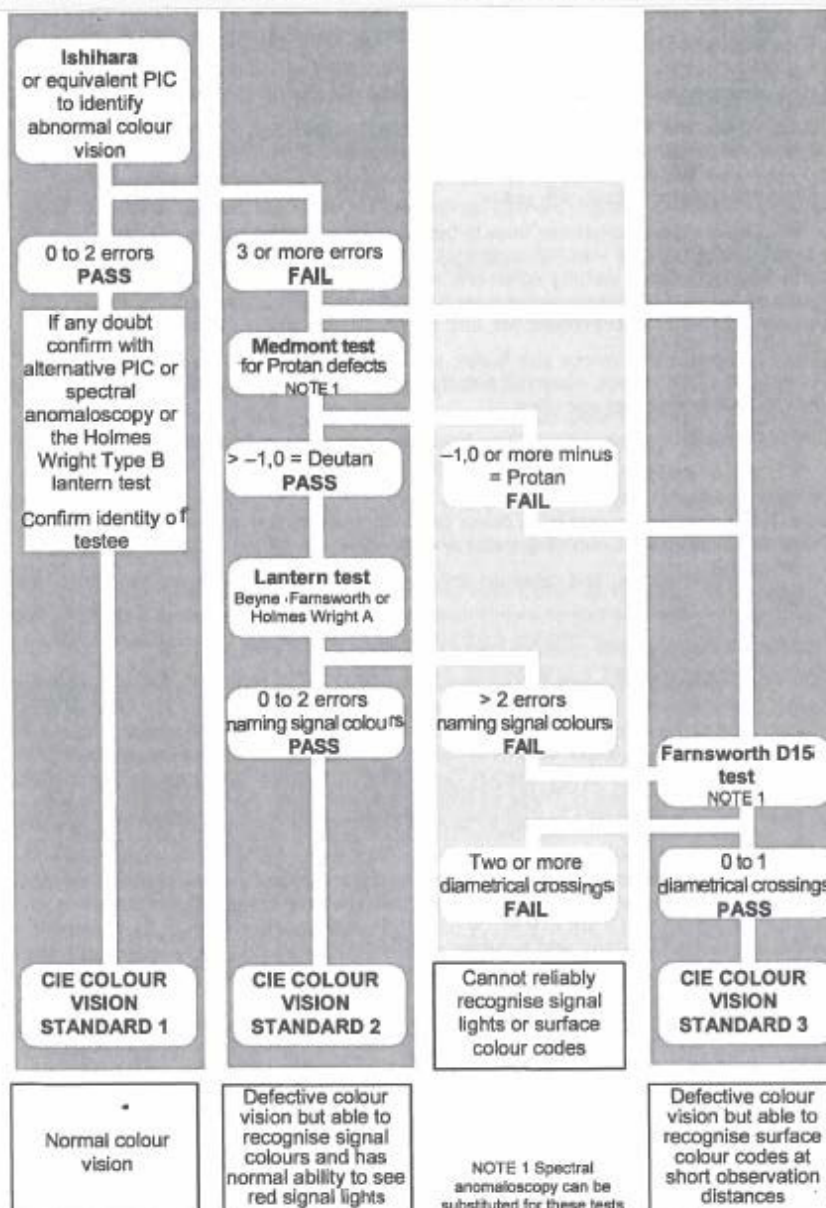 Ishihara
or equivalent PIC
to identify
abnormal colour
vision
0 to 2 errors
PASS
3 or more errors
FAIL
If any doubt
confirm with
alternative PIC or
spectral
anomaloscopy or
the Holmes
Wright Type B
lantern test
Confirm identity of
testee
Medmont test
for Protan defects
NOTE 1
> –1,0 = Deutan
PASS
–1,0 or more minus
= Protan
FAIL
Lantern test
Beyne ·Farnsworth or
Holmes Wright A
0 to 2 errors
naming signal colours
PASS
> 2 errors
naming signal colours
FAIL
Farnsworth D15
test
NOTE 1
Two or more
diametrical crossings
FAIL
0 to 1
diametrical crossings
PASS
CIE COLOUR
VISION
STANDARD 1
CIE COLOUR
VISION
STANDARD 2
Cannot reliably
recognise signal
lights or surface
colour codes
CIE COLOUR
VISION
STANDARD 3
Normal colour
vision
Defective colour
vision but able to
recognise signal
colours and has
normal ability to see
red signal lights
NOTE 1 Spectral
anomaloscopy can be
substituted for these tests
Defective colour
vision but able to
recognise surface
colour codes at
short observation
distances